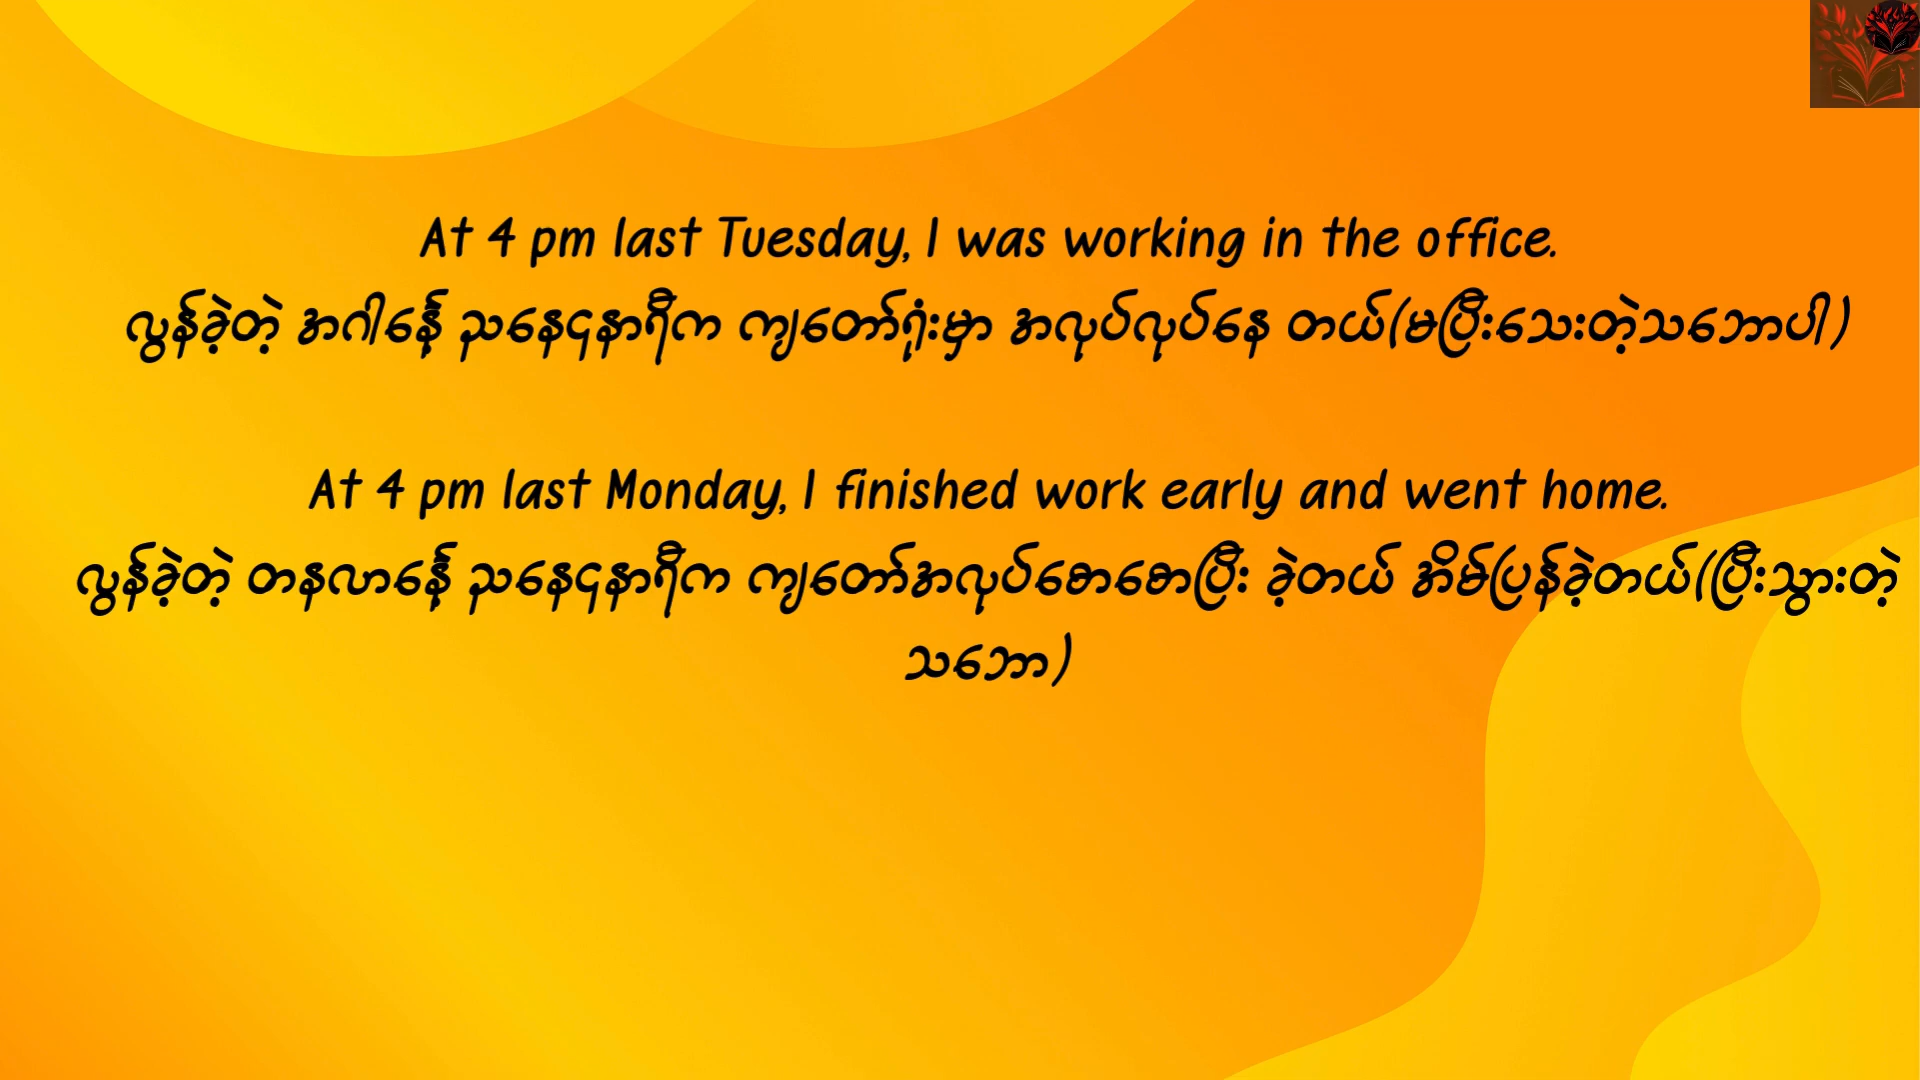 At 4 pm last Tuesday, I was working in the office.
လွန်ခဲ့တဲ့ အင်္ဂါနေ့် ညနေ၄နာရီက ကျတော်ရုံးမှာ အလုပ်လုပ်နေ တယ်(မပြီးသေးတဲ့သဘောပါ)
At 4 pm last Monday, I finished work early and went home.
လွန်ခဲ့တဲ့ တနလာနေ့် ညနေ၄နာရီက ကျတော်အလုပ်စောစောပြီး ခဲ့တယ် အိမ်ပြန်ခဲ့တယ်(ပြီးသွားတဲ့
သဘော)